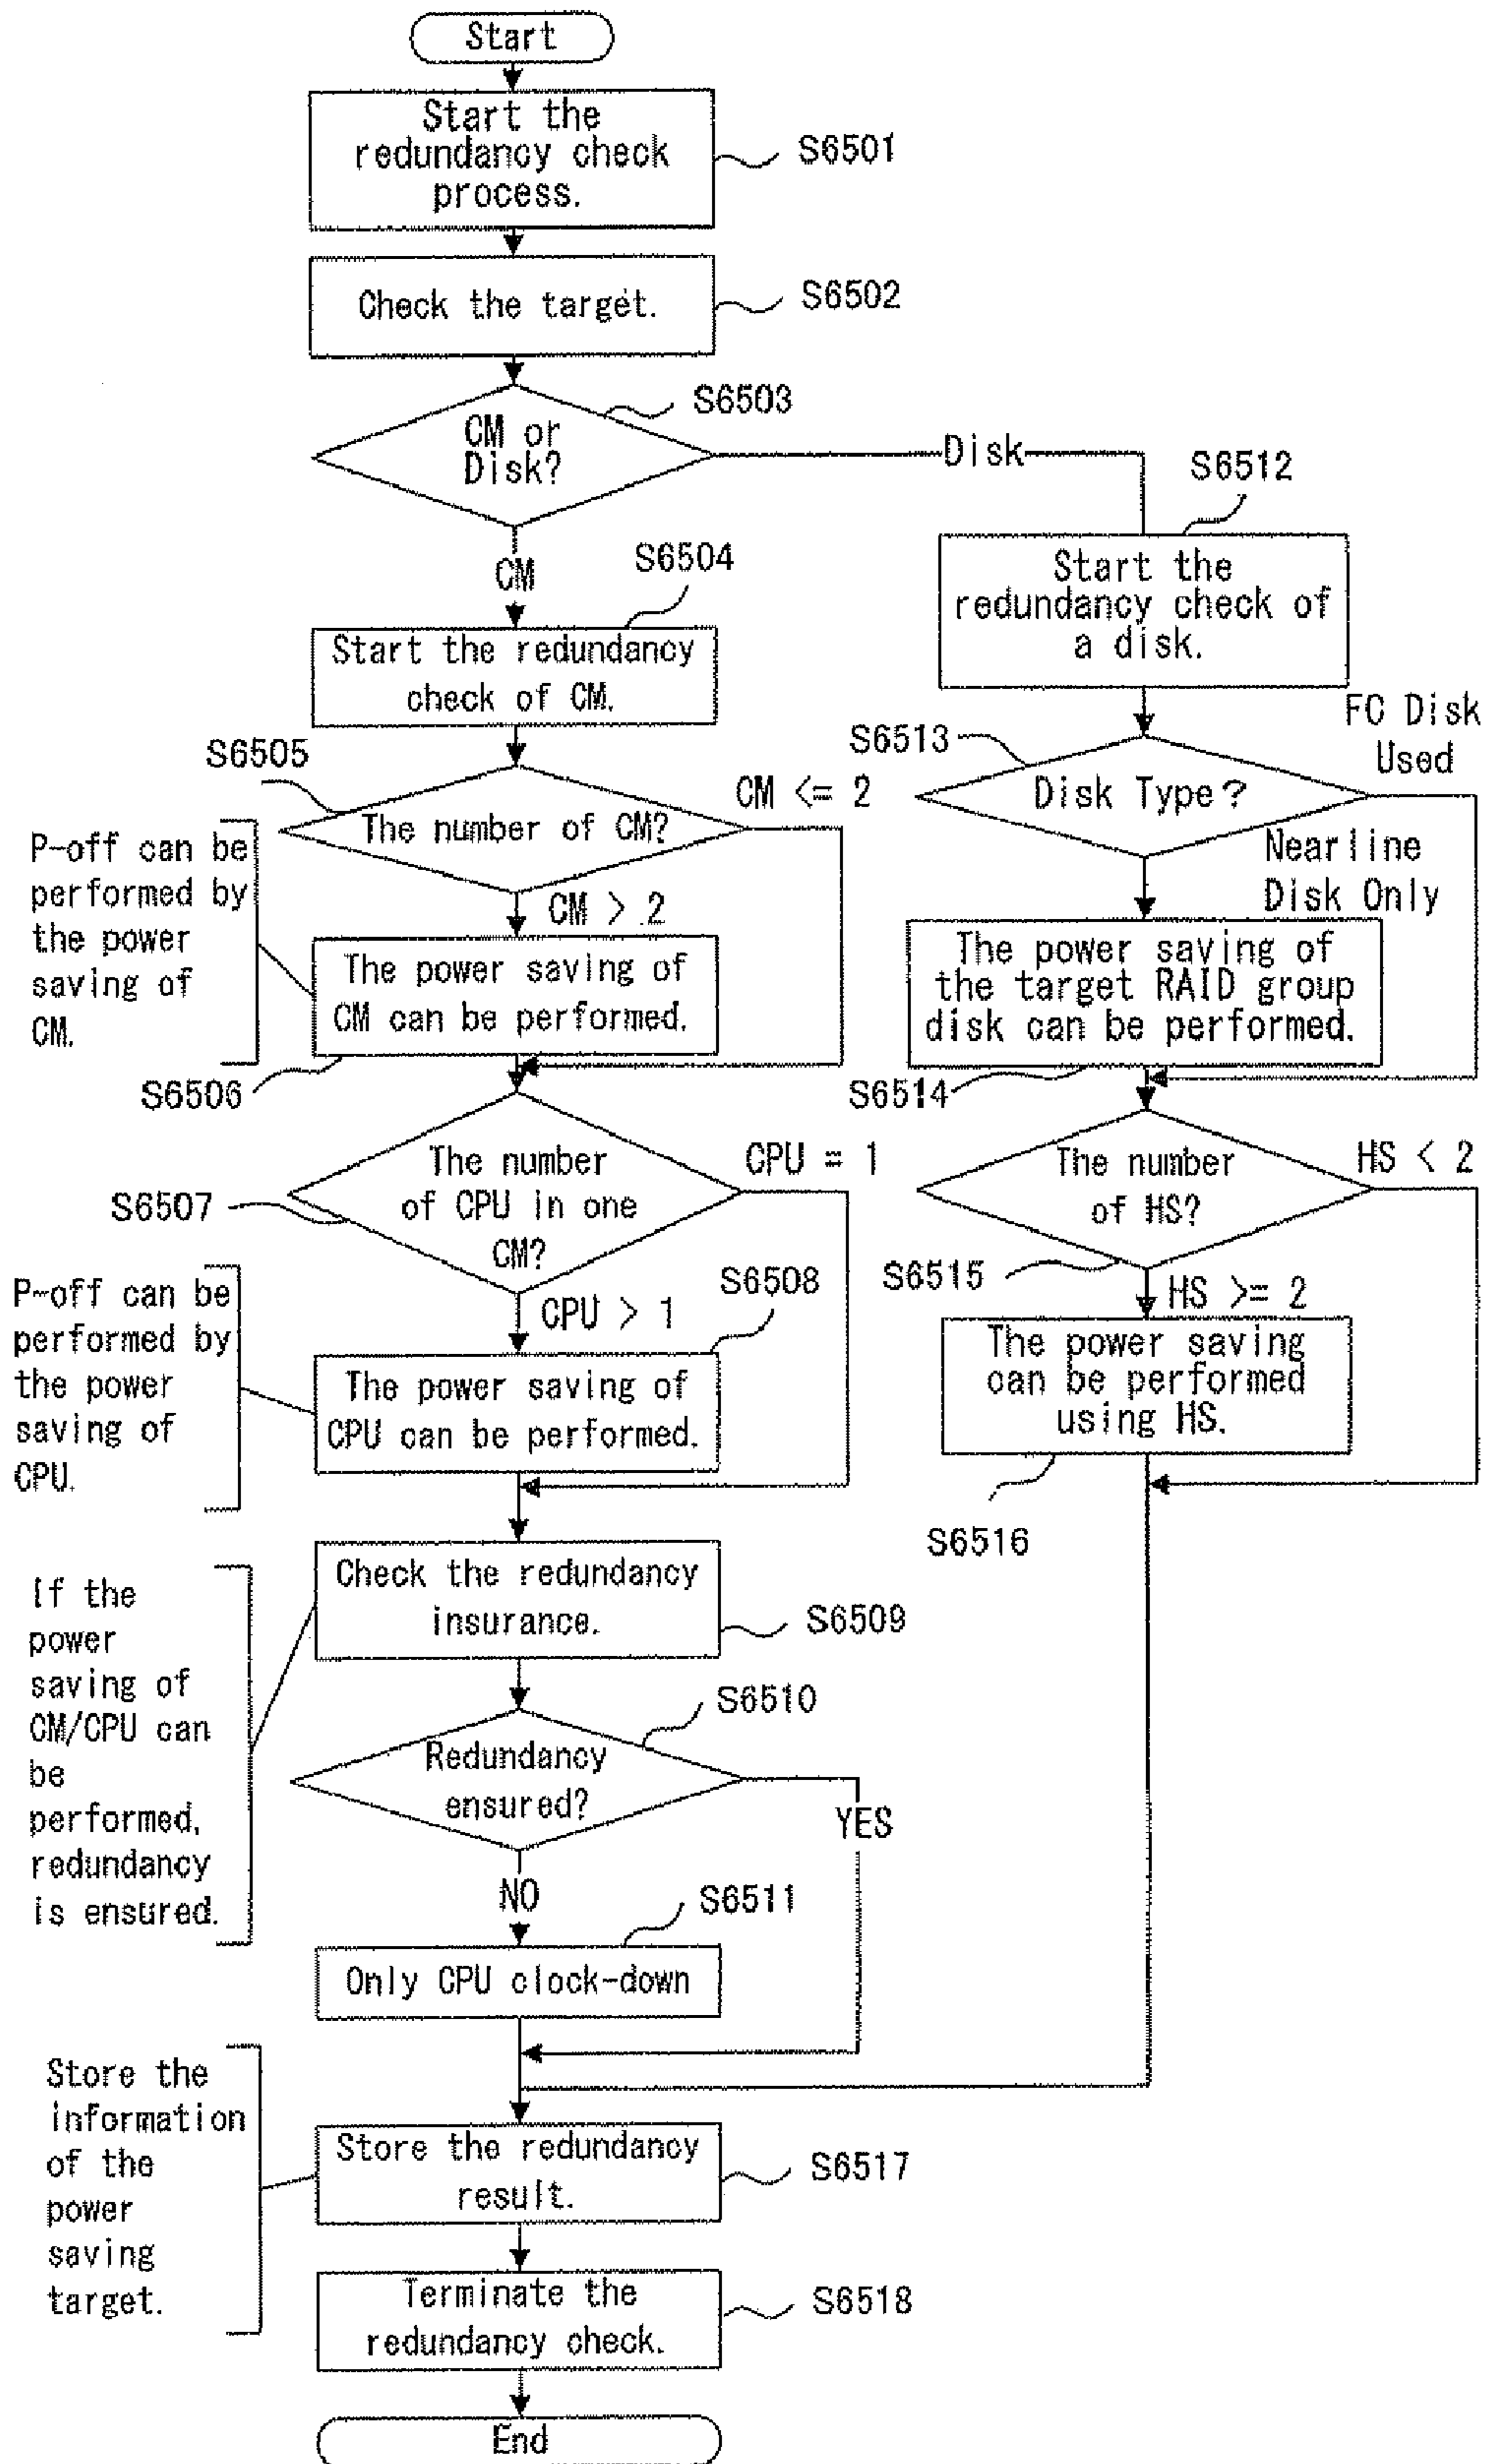 Start
Start the
redundancy check
process.
S6501
Check the target.
S6502
CM or
Disk?
S6503
Disk
CM
S6512
Start the
redundancy check of
a disk.
S6504
Start the redundancy
check of CM.
S6505
The number of CM?
CM <= 2
CM > 2
S6513
Disk Type?
FC Disk
Used
Nearline
Disk Only
P-off can be
performed by
the power
saving of
CM.
The power saving of
CM can be performed.
S6506
The power saving of
the target RAID group
disk can be performed.
S6514
The number
of CPU in one
CM?
CPU = 1
S6507
CPU > 1
The number
of HS?
HS < 2
S6515
HS >= 2
P-off can be
performed by
the power
saving of
CPU.
S6508
The power saving of
CPU can be performed.
The power saving
can be performed
using HS.
S6516
If the
power
saving of
CM/CPU can
be
performed,
redundancy
is ensured.
Check the redundancy
insurance.
S6509
S6510
Redundancy
ensured?
YES
NO
S6511
Only CPU clock-down
Store the
information
of the
power
saving
target.
Store the redundancy
result.
S6517
Terminate the
redundancy check.
S6518
End